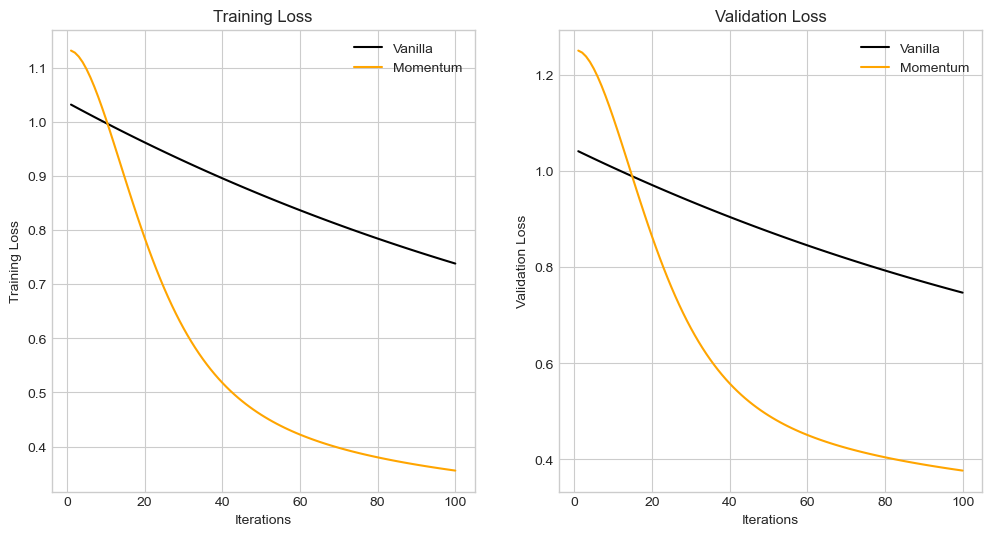 Training Loss
Vanilla
Momentum
1.1
1.0
0.9
0.8
0.7
0.6
0.5
0.4
Training Loss
0 20 40 60 80 100
Iterations
Validation Loss
Vanilla
Momentum
1.2
1.0
0.8
0.6
0.4
Validation Loss
0 20 40 60 80 100
Iterations